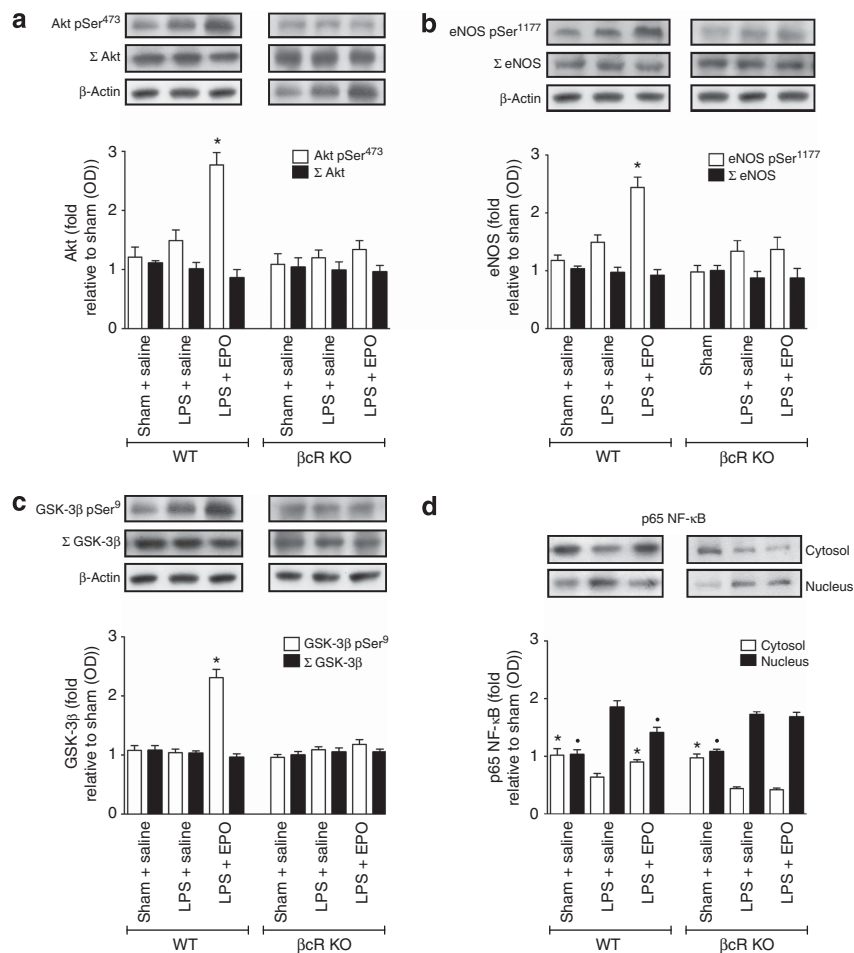 a
Akt pSer473
Σ Akt
β-Actin
3
2
1
0
Akt (fold
relative to sham (OD))
*
Akt pSer473
Σ Akt
Sham + saline
LPS + saline
LPS + EPO
Sham + saline
LPS + saline
LPS + EPO
WT
βcR KO
b
eNOS pSer1177
Σ eNOS
β-Actin
3
2
1
0
eNOS (fold
relative to sham (OD))
*
eNOS pSer1177
Σ eNOS
Sham + saline
LPS + saline
LPS + EPO
Sham
LPS + saline
LPS + EPO
WT
βcR KO
c
GSK-3β pSer9
Σ GSK-3β
β-Actin
3
2
1
0
GSK-3β (fold
relative to sham (OD))
*
GSK-3β pSer9
Σ GSK-3β
Sham + saline
LPS + saline
LPS + EPO
Sham + saline
LPS + saline
LPS + EPO
WT
βcR KO
d
p65 NF-κB
Cytosol
Nucleus
3
2
1
0
p65 NF-κB (fold
relative to sham (OD))
Cytosol
Nucleus
* •
* •
* •
Sham + saline
LPS + saline
LPS + EPO
Sham + saline
LPS + saline
LPS + EPO
WT
βcR KO